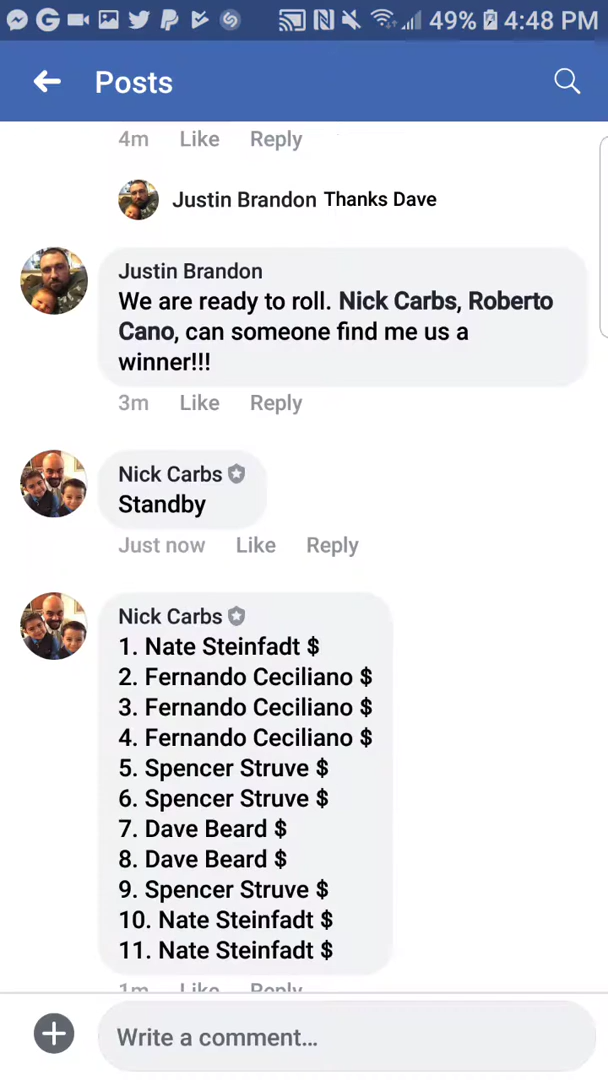 49% 4:48 PM
Posts
4m Like Reply
Justin Brandon Thanks Dave
Justin Brandon
We are ready to roll. Nick Carbs, Roberto
Cano, can someone find me us a
winner!!!
3m Like Reply
Nick Carbs
Standby
Just now Like Reply
Nick Carbs
1. Nate Steinfadt $
2. Fernando Ceciliano $
3. Fernando Ceciliano $
4. Fernando Ceciliano $
5. Spencer Struve $
6. Spencer Struve $
7. Dave Beard $
8. Dave Beard $
9. Spencer Struve $
10. Nate Steinfadt $
11. Nate Steinfadt $
1m Like Reply
Write a comment...